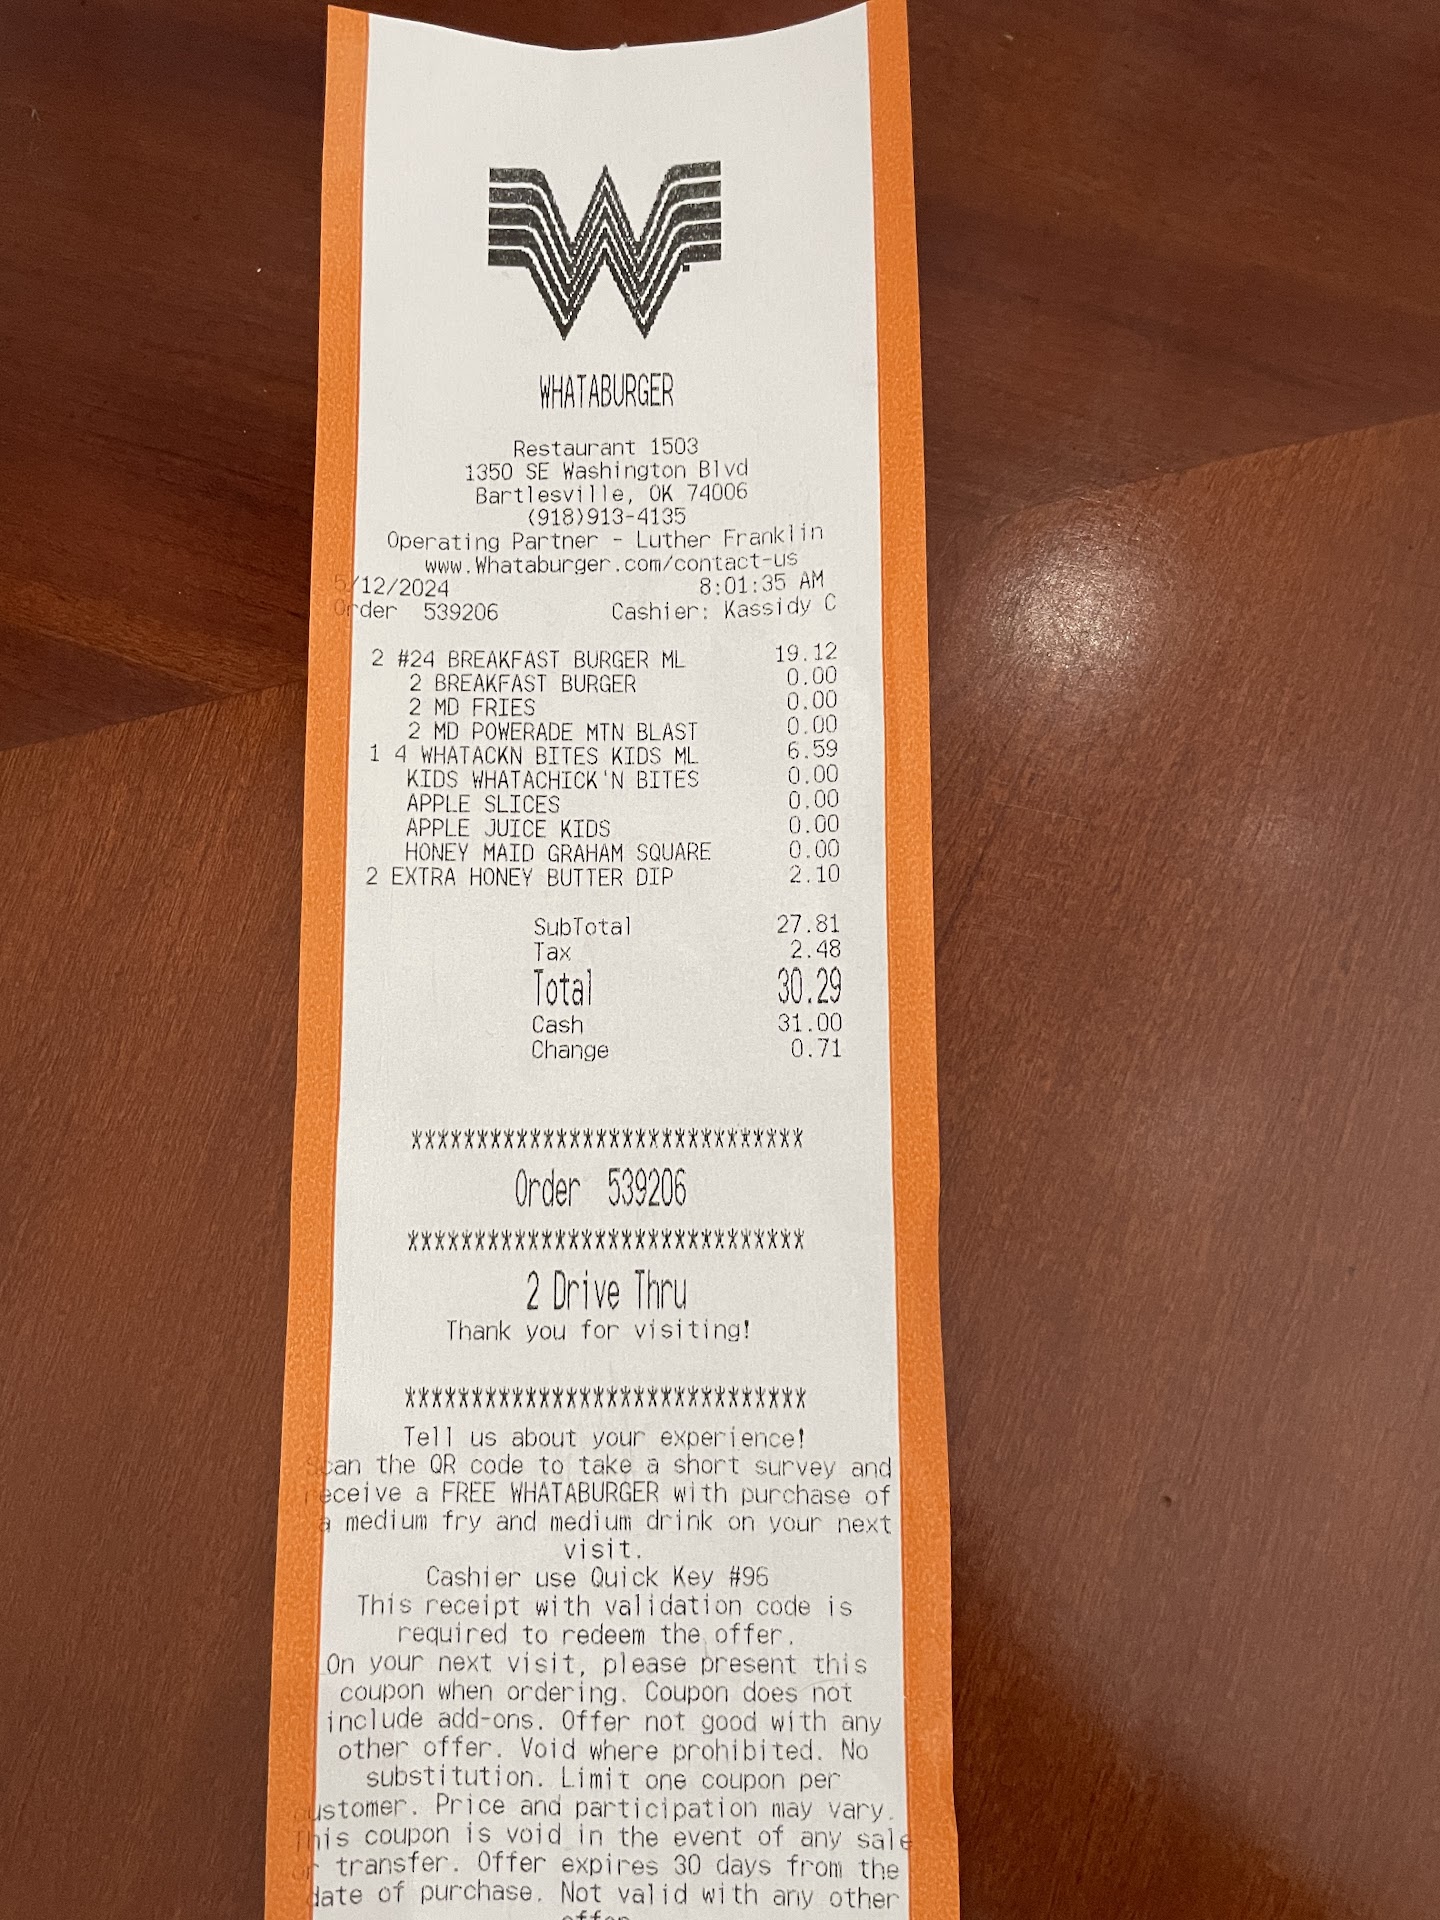 WHATABURGER
Restaurant 1503
1350 SE Washington Blvd
Bartlesville, OK 74006
(918)913-4135
Operating Partner - Luther Franklin
www.Whataburger.com/contact-us
5/12/2024 8:01:35 AM
Order 539206 Cashier: Kassidy C
2 #24 BREAKFAST BURGER ML 19.12
2 BREAKFAST BURGER 0.00
2 MD FRIES 0.00
2 MD POWERADE MTN BLAST 0.00
1 4 WHATACKN BITES KIDS ML 6.59
KIDS WHATACHICK'N BITES 0.00
APPLE SLICES 0.00
APPLE JUICE KIDS 0.00
HONEY MAID GRAHAM SQUARE 0.00
2 EXTRA HONEY BUTTER DIP 2.10
SubTotal 27.81
Tax 2.48
Total 30.29
Cash 31.00
Change 0.71
******************************
Order 539206
******************************
2 Drive Thru
Thank you for visiting!
******************************
Tell us about your experience!
Scan the QR code to take a short survey and
receive a FREE WHATABURGER with purchase of
a medium fry and medium drink on your next
visit.
Cashier use Quick Key #96
This receipt with validation code is
required to redeem the offer.
On your next visit, please present this
coupon when ordering. Coupon does not
include add-ons. Offer not good with any
other offer. Void where prohibited. No
substitution. Limit one coupon per
customer. Price and participation may vary.
This coupon is void in the event of any sale
or transfer. Offer expires 30 days from the
date of purchase. Not valid with any other